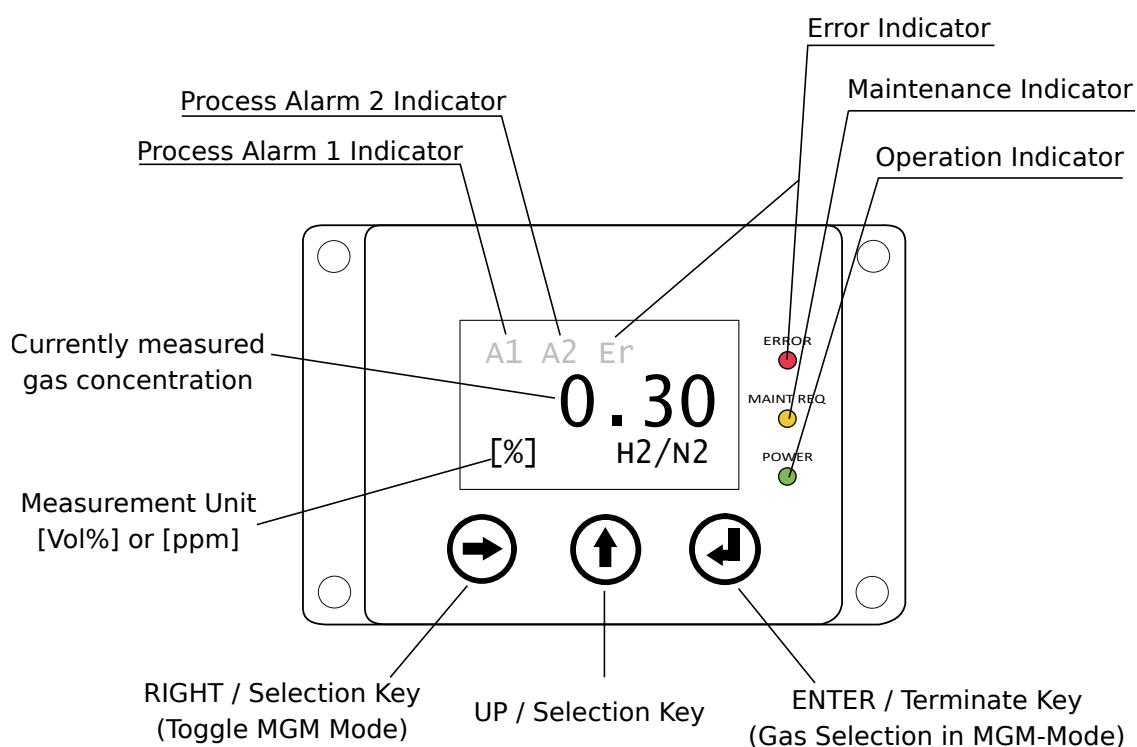 Error Indicator
Maintenance Indicator
Process Alarm 2 Indicator
Process Alarm 1 Indicator
Operation Indicator
A1 A2 Er
ERROR
Currently measured
gas concentration
0.30
MAINT REQ
[%] H2/N2
POWER
Measurement Unit
[Vol%] or [ppm]
RIGHT / Selection Key
(Toggle MGM Mode)
UP / Selection Key
ENTER / Terminate Key
(Gas Selection in MGM-Mode)